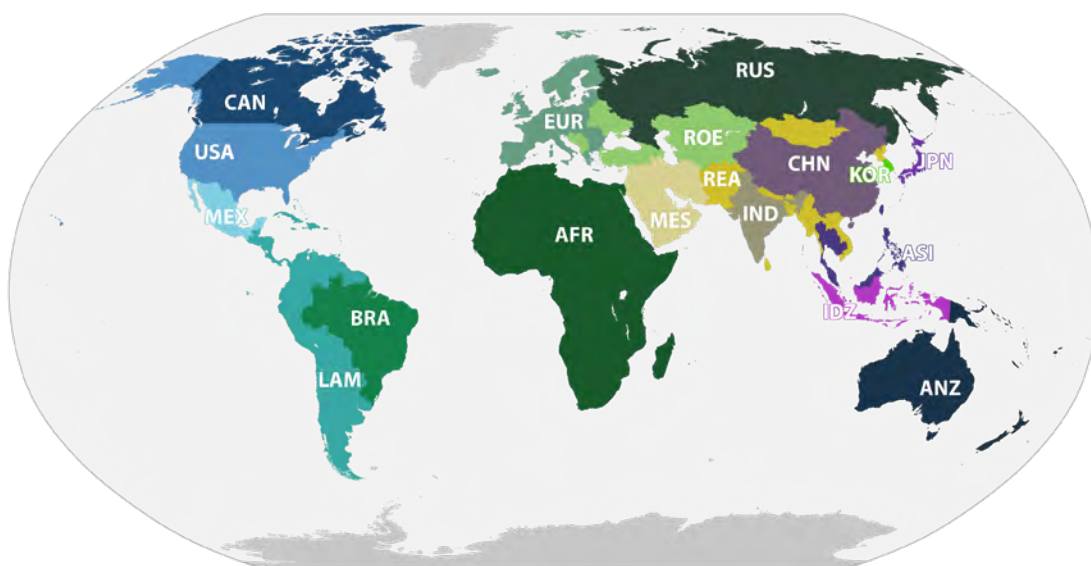 RUS
CAN
EUR
ROE
USA
CHN
JPN
KOR
REA
MEX
MES
IND
AFR
ASI
IDZ
BRA
LAM
ANZ